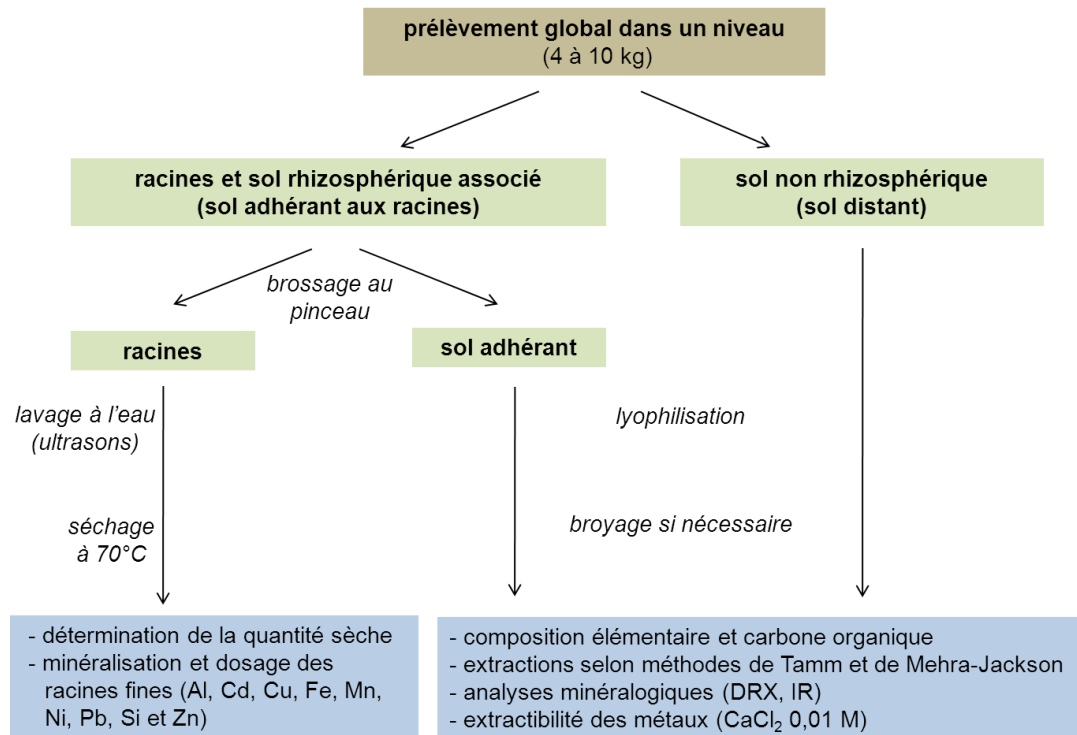 prélèvement global dans un niveau
(4 à 10 kg)
racines et sol rhizosphérique associé
(sol adhérant aux racines)
sol non rhizosphérique
(sol distant)
brossage au
pinceau
racines
sol adhérant
lavage à l’eau
(ultrasons)
lyophilisation
séchage
à 70°C
broyage si nécessaire
- détermination de la quantité sèche
- minéralisation et dosage des
racines fines (Al, Cd, Cu, Fe, Mn,
Ni, Pb, Si et Zn)
- composition élémentaire et carbone organique
- extractions selon méthodes de Tamm et de Mehra-Jackson
- analyses minéralogiques (DRX, IR)
- extractibilité des métaux (CaCl₂ 0,01 M)